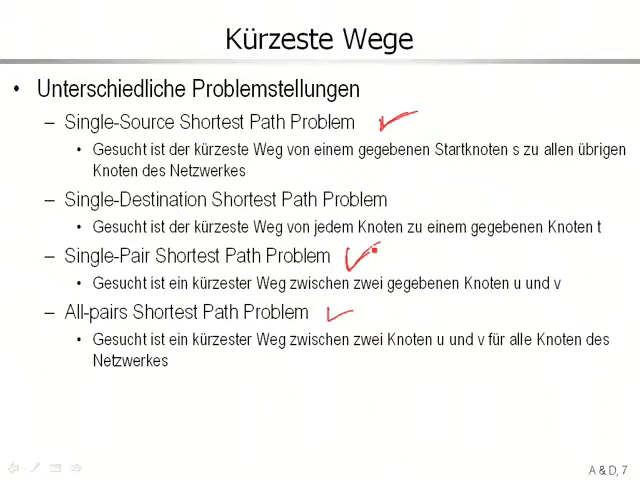 Kürzeste Wege
• Unterschiedliche Problemstellungen
– Single-Source Shortest Path Problem
• Gesucht ist der kürzeste Weg von einem gegebenen Startknoten s zu allen übrigen
Knoten des Netzwerkes
– Single-Destination Shortest Path Problem
• Gesucht ist der kürzeste Weg von jedem Knoten zu einem gegebenen Knoten t
– Single-Pair Shortest Path Problem
• Gesucht ist ein kürzester Weg zwischen zwei gegebenen Knoten u und v
– All-pairs Shortest Path Problem
• Gesucht ist ein kürzester Weg zwischen zwei Knoten u und v für alle Knoten des
Netzwerkes
A & D, 7